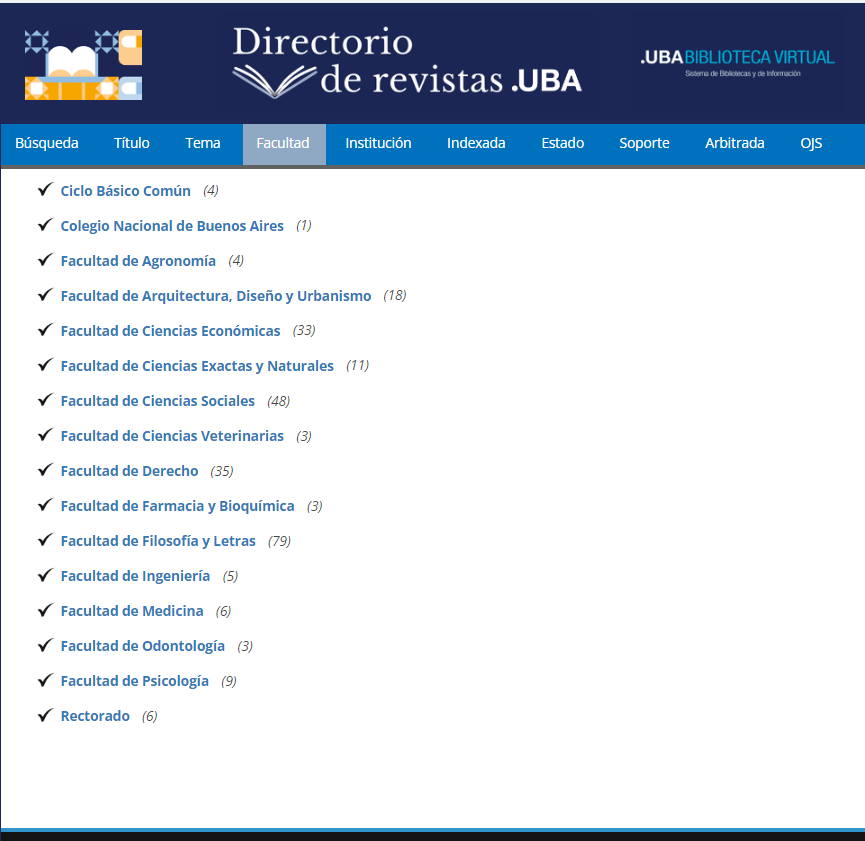 Directorio
de revistas .UBA
.UBA BIBLIOTECA VIRTUAL
Sistema de Bibliotecas y de Información
Búsqueda Título Tema Facultad Institución Indexada Estado Soporte Arbitrada OJS
Ciclo Básico Común (4)
Colegio Nacional de Buenos Aires (1)
Facultad de Agronomía (4)
Facultad de Arquitectura, Diseño y Urbanismo (18)
Facultad de Ciencias Económicas (33)
Facultad de Ciencias Exactas y Naturales (11)
Facultad de Ciencias Sociales (48)
Facultad de Ciencias Veterinarias (3)
Facultad de Derecho (35)
Facultad de Farmacia y Bioquímica (3)
Facultad de Filosofía y Letras (79)
Facultad de Ingeniería (5)
Facultad de Medicina (6)
Facultad de Odontología (3)
Facultad de Psicología (9)
Rectorado (6)